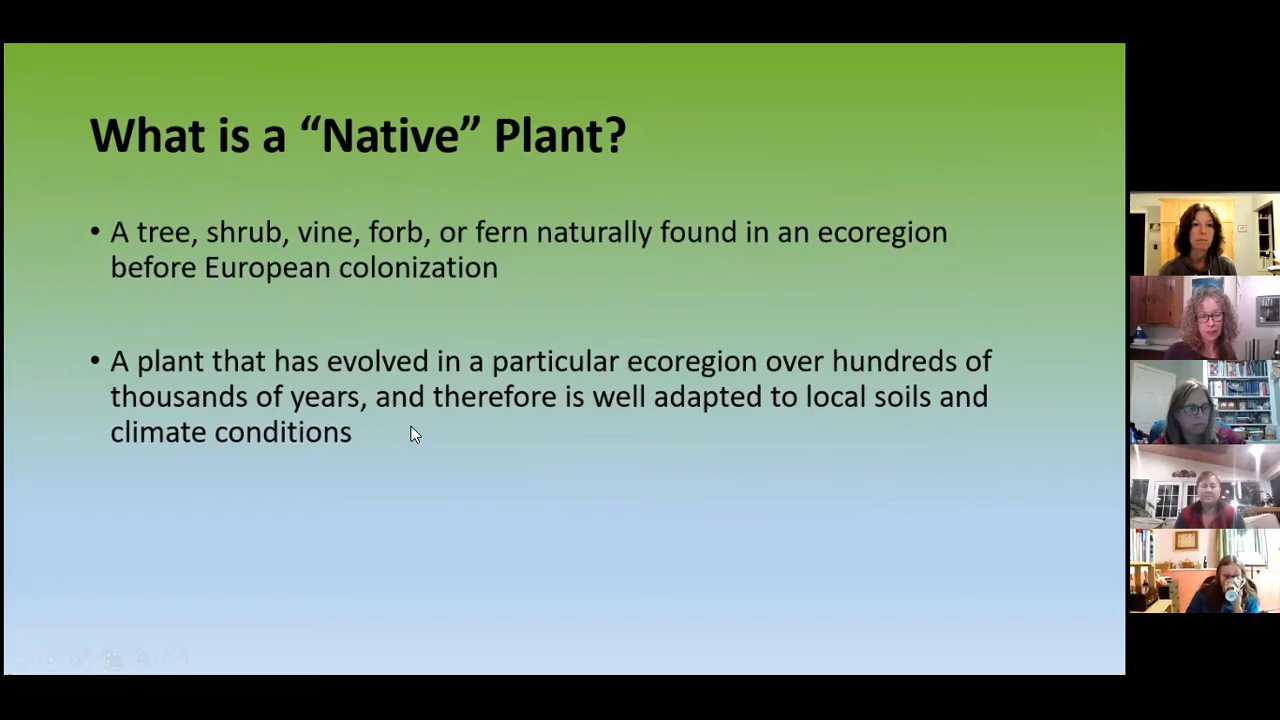 What is a “Native” Plant?
• A tree, shrub, vine, forb, or fern naturally found in an ecoregion
before European colonization
• A plant that has evolved in a particular ecoregion over hundreds of
thousands of years, and therefore is well adapted to local soils and
climate conditions